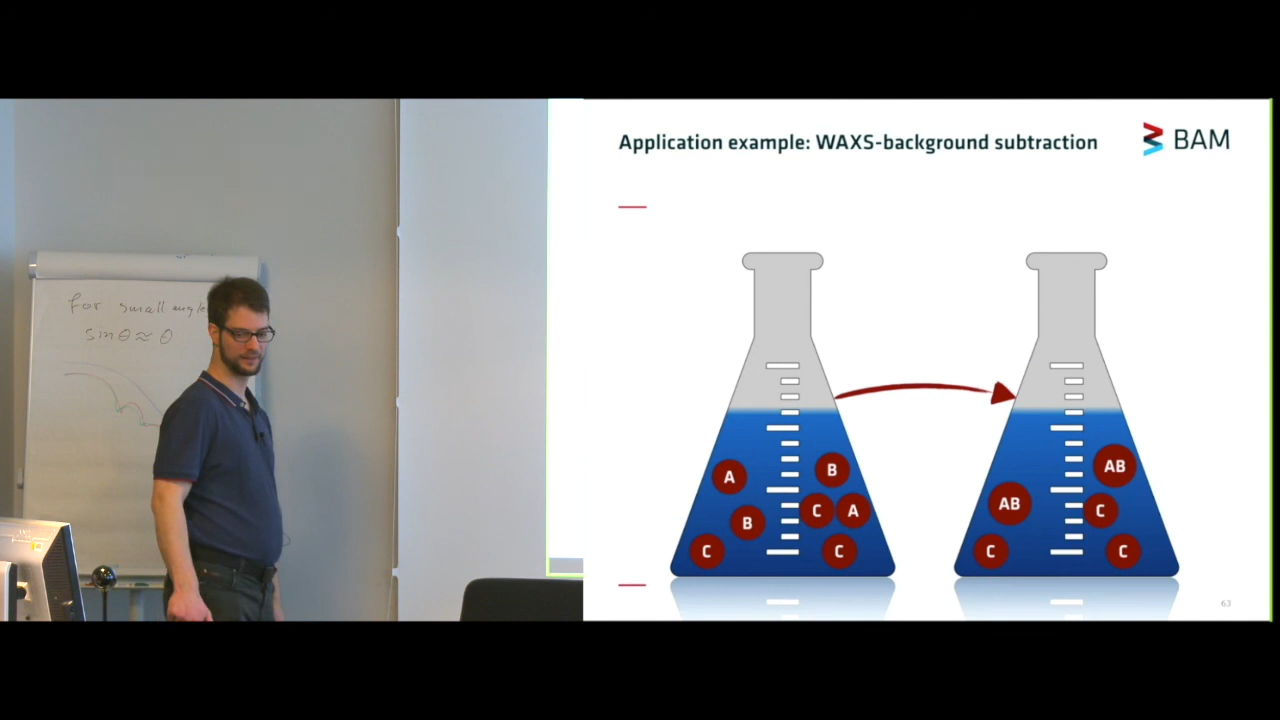 For small angle
sin θ ≈ θ
Application example: WAXS-background subtraction
BAM
A
B
B
C
A
C
C
AB
AB
C
C
C
63